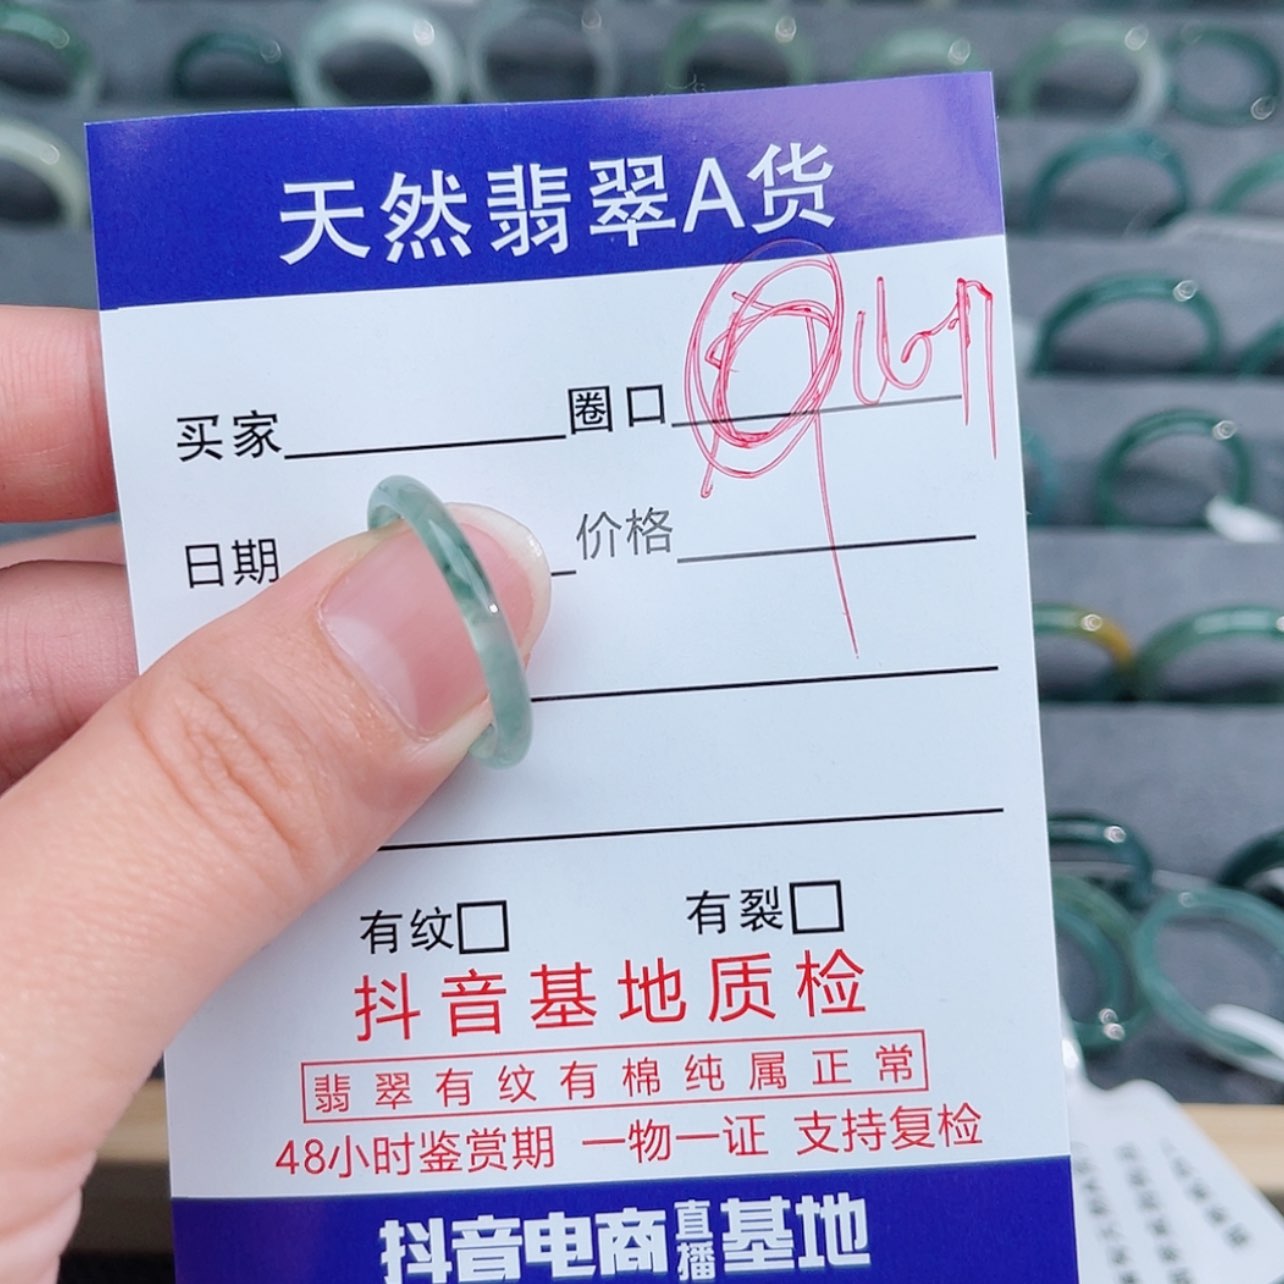 天然翡翠A货
买家 圈口
日期 价格
有纹 有裂
抖音基地质检
翡翠有纹有棉纯属正常
48小时鉴赏期 一物一证 支持复检
抖音电商直播基地